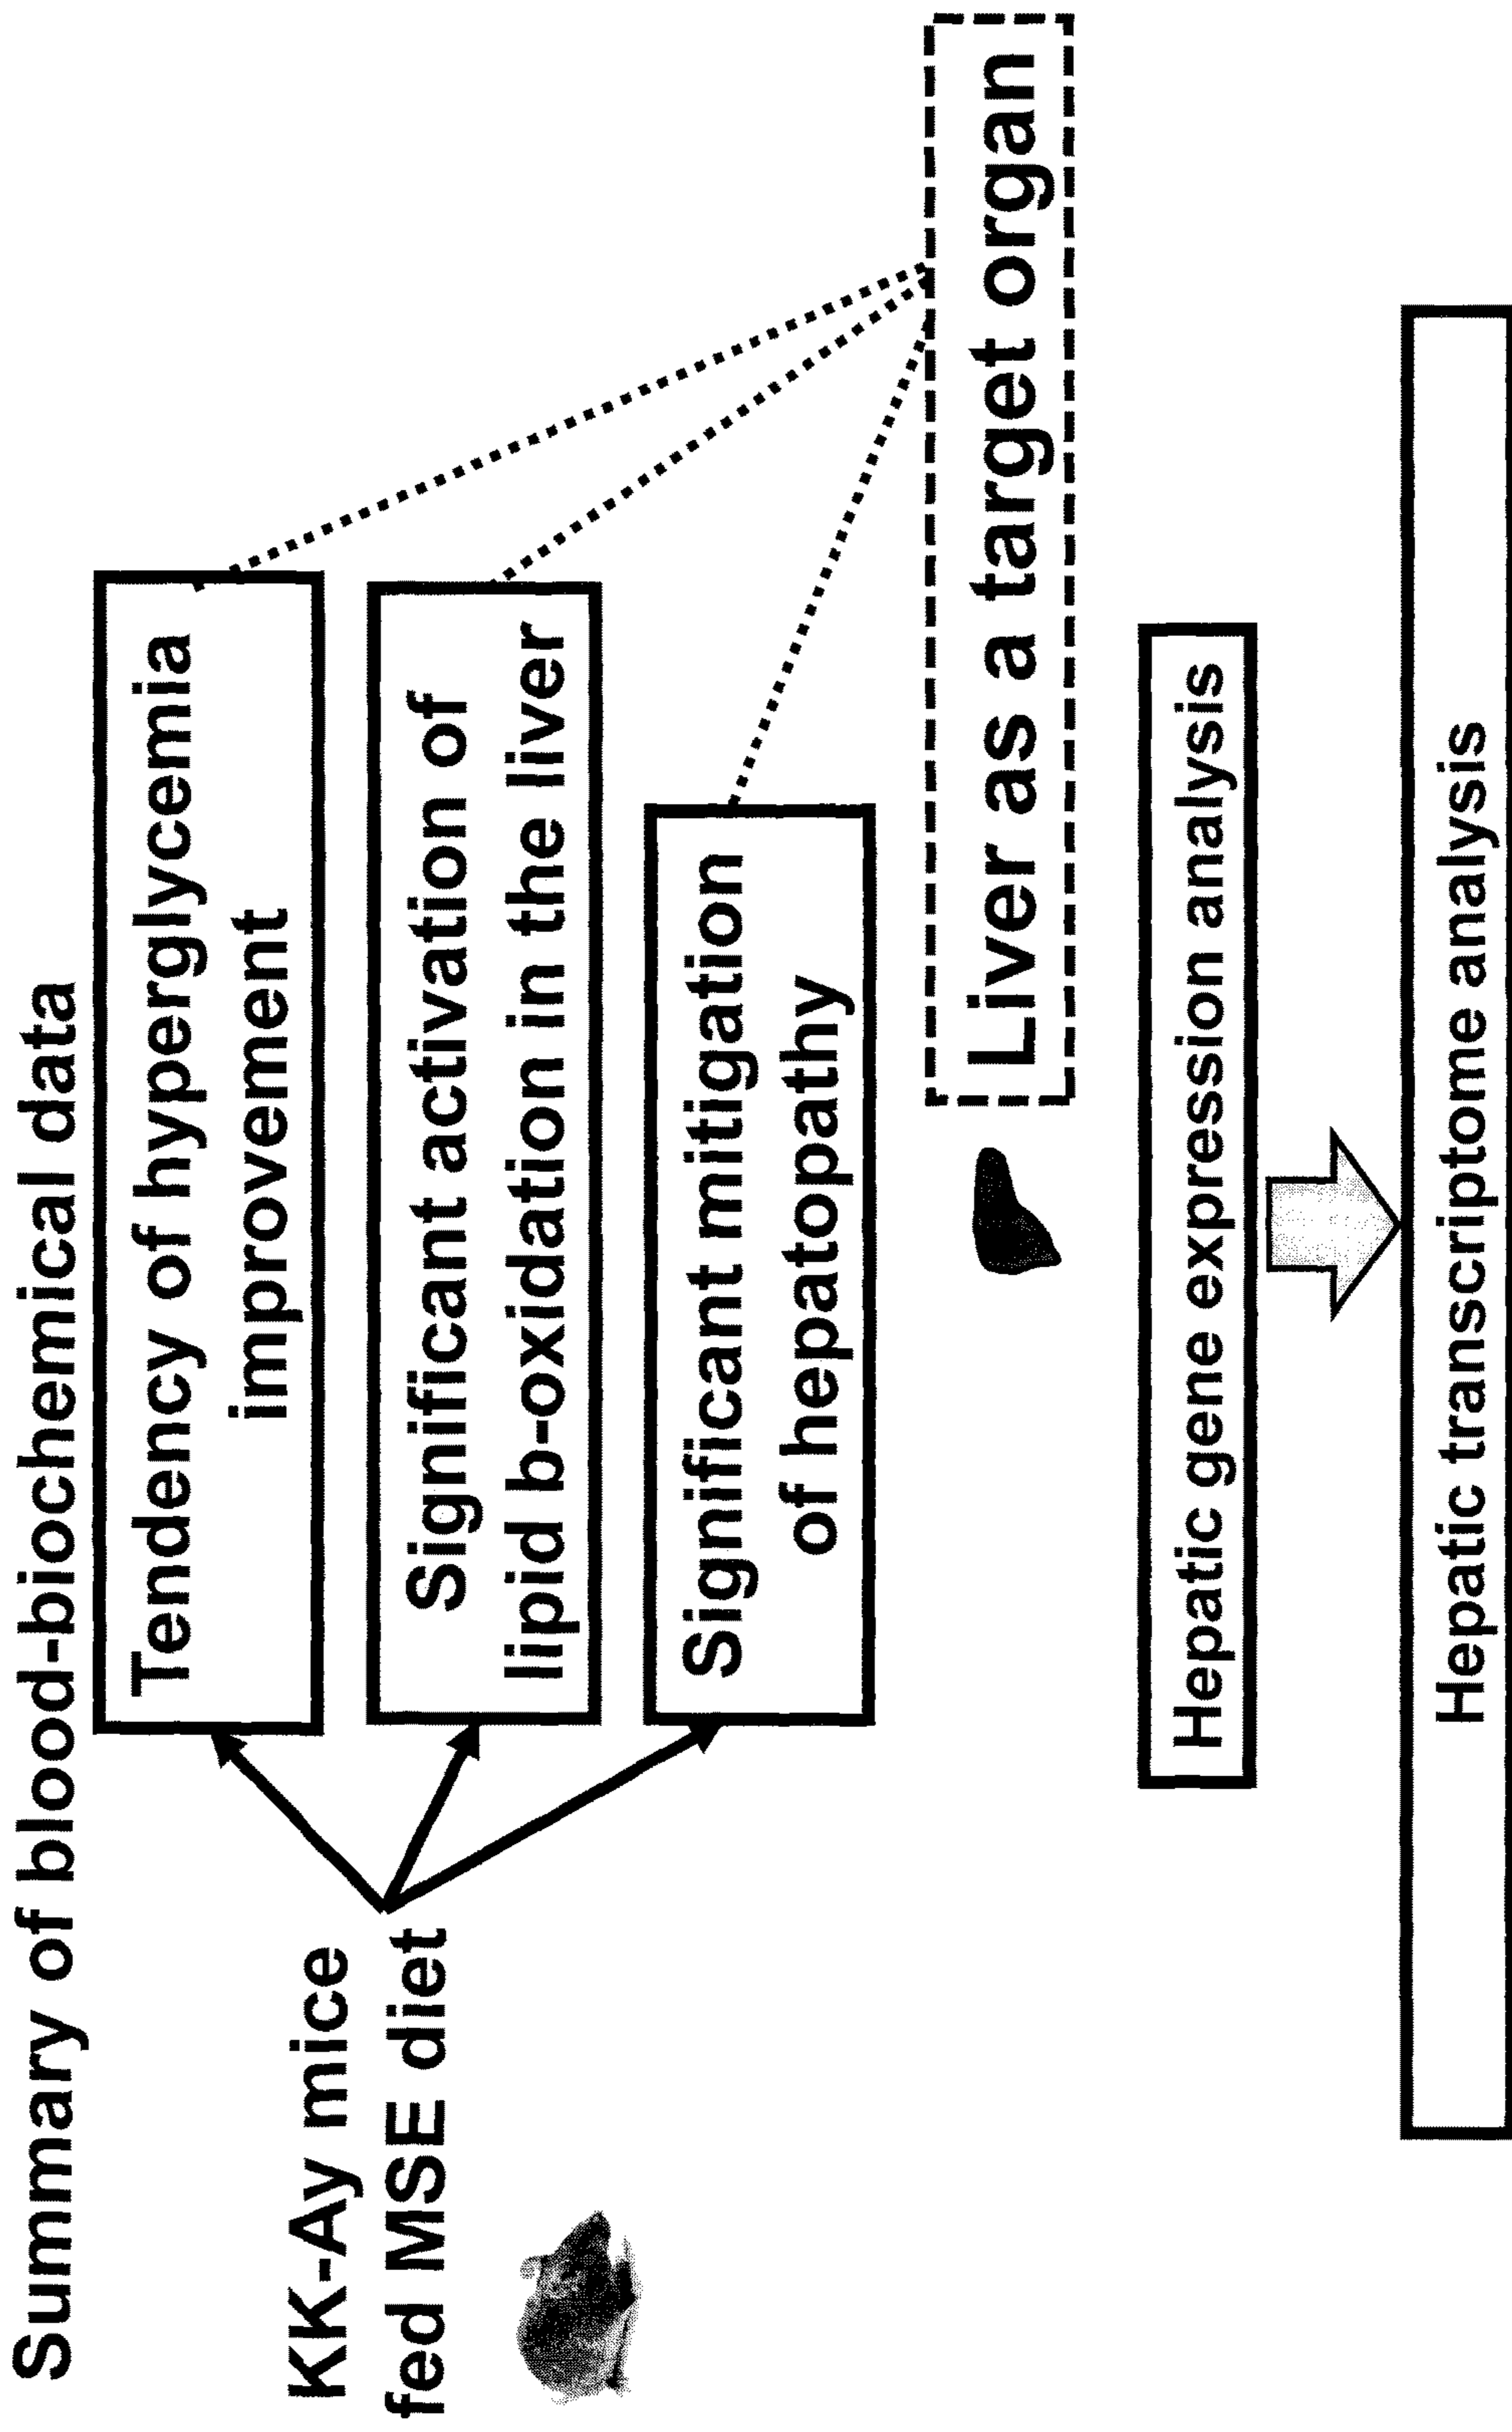 Summary of blood-biochemical data
KK-Ay mice
fed MSE diet
Tendency of hyperglycemia
improvement
Significant activation of
lipid b-oxidation in the liver
Significant mitigation
of hepatopathy
Liver as a target organ
Hepatic gene expression analysis
Hepatic transcriptome analysis